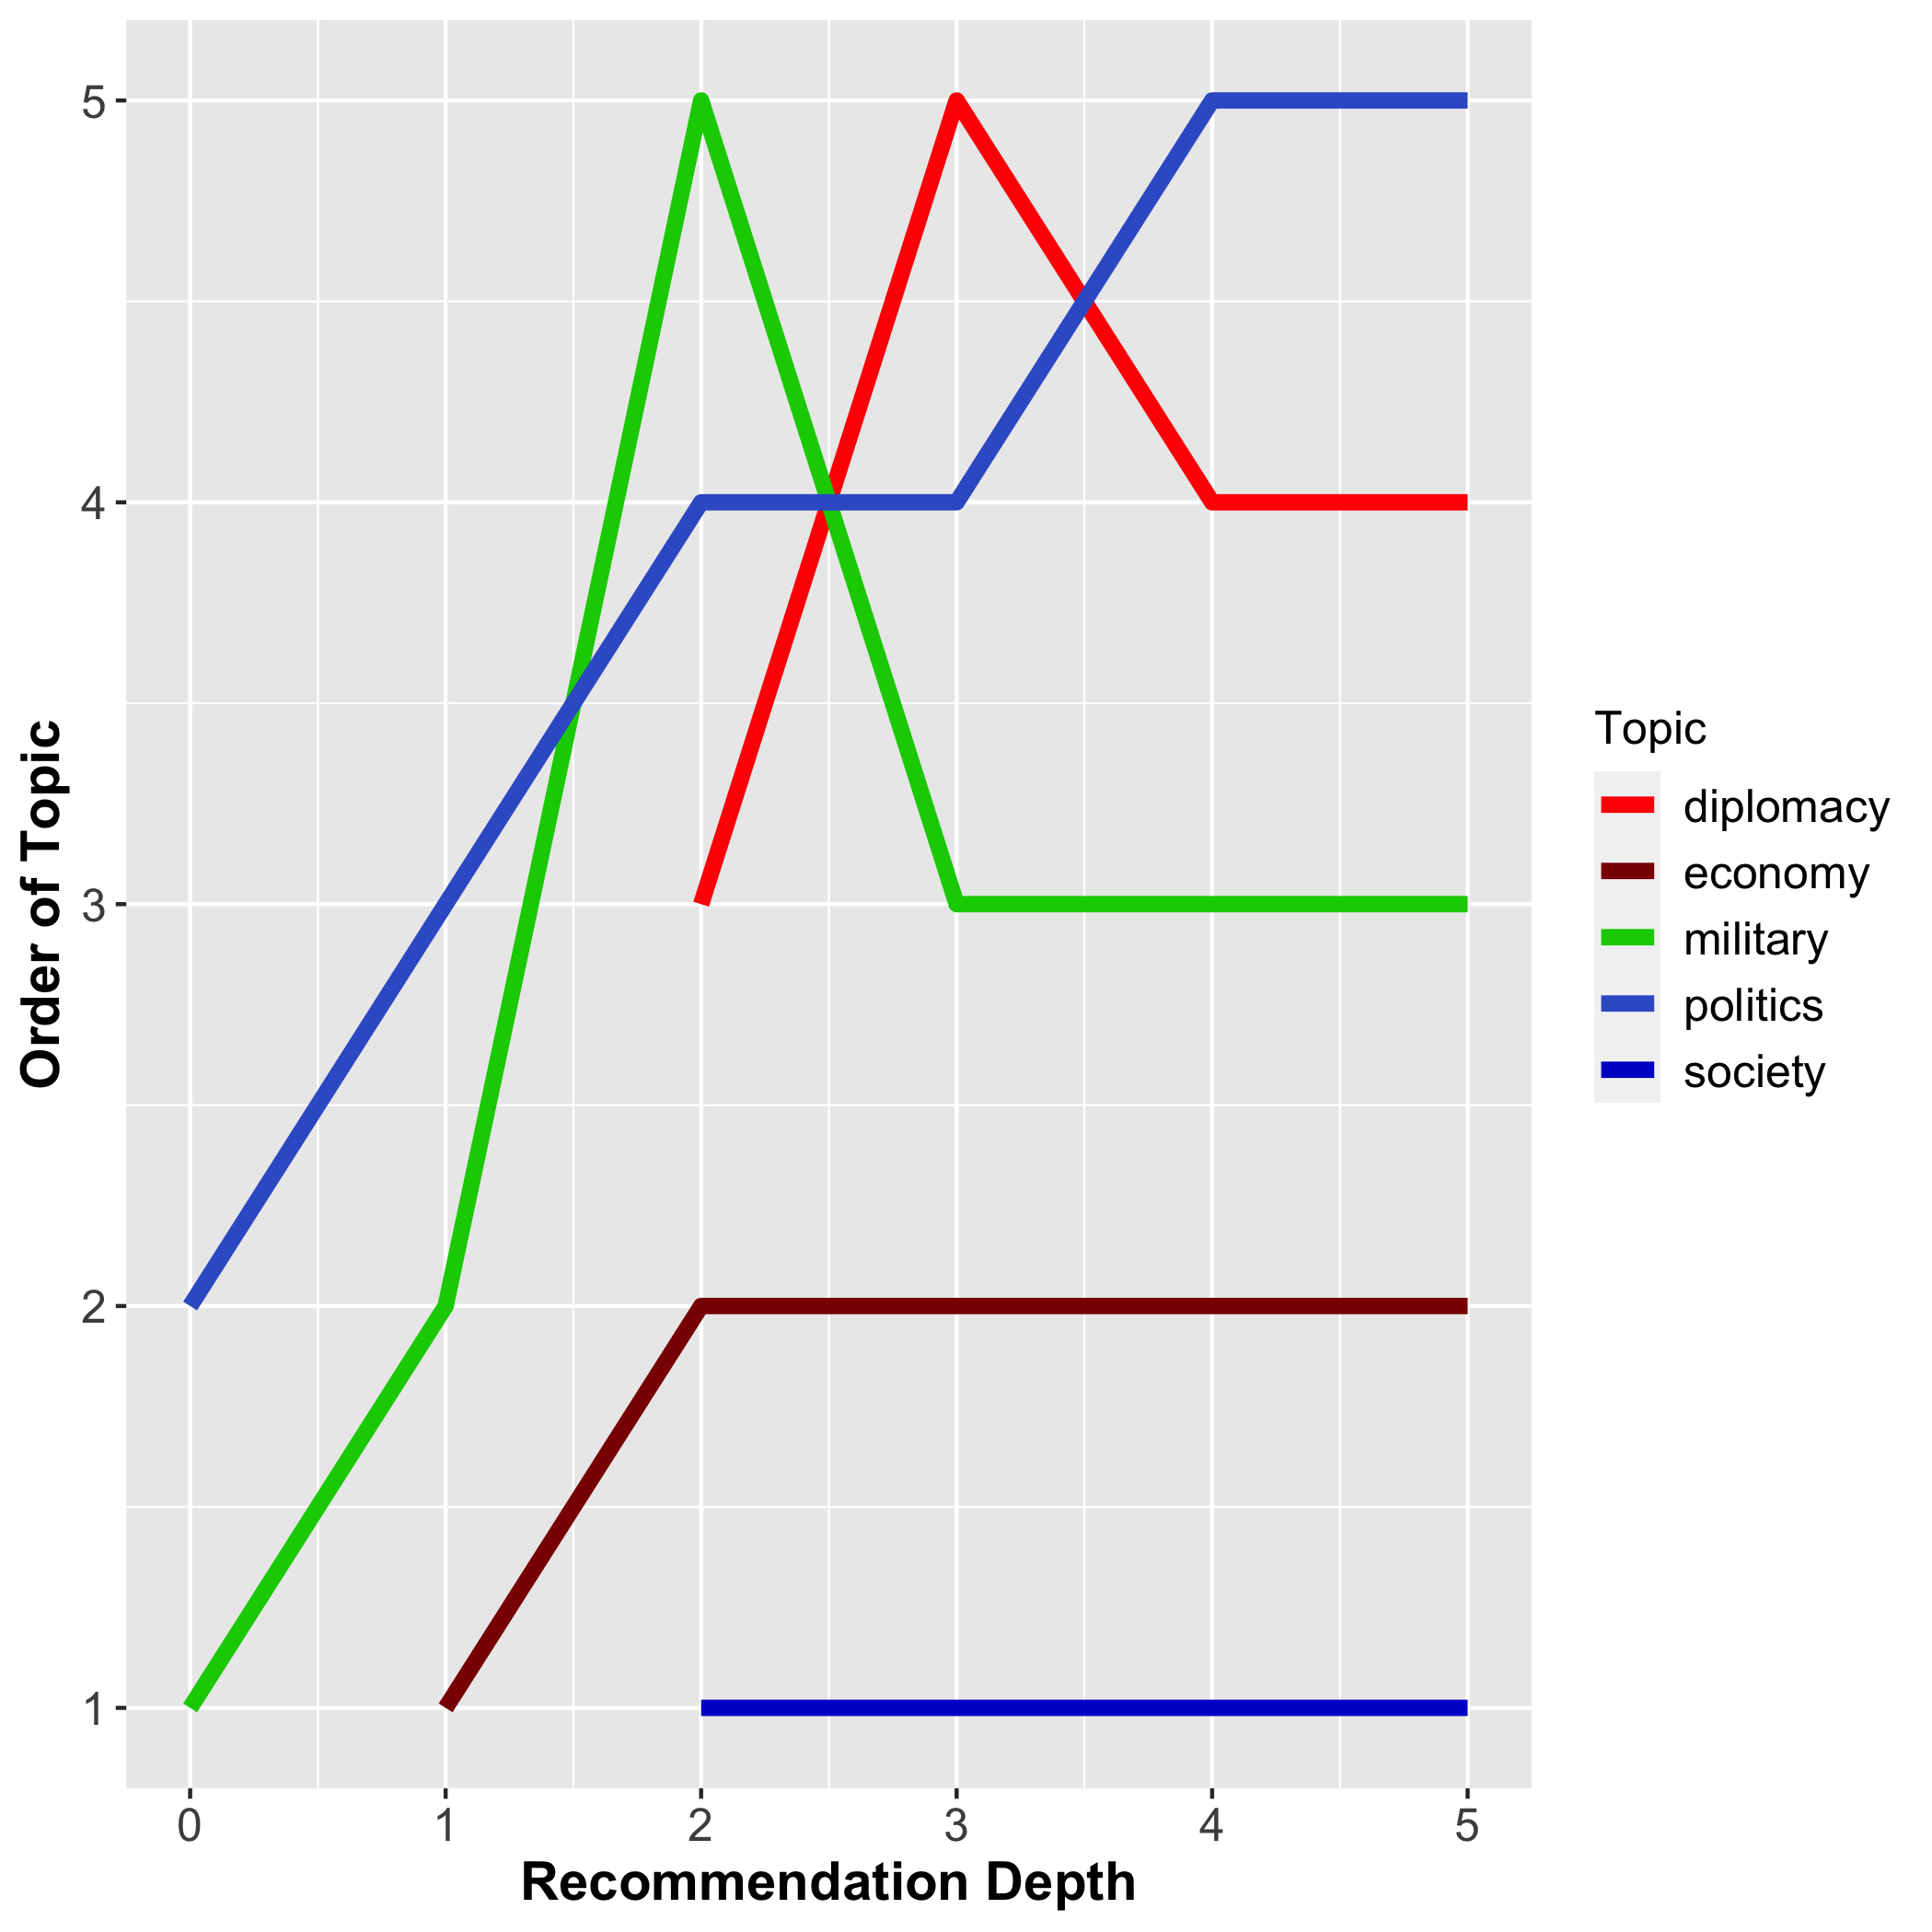 5
4
3
2
1
Order of Topic
0 1 2 3 4 5
Recommendation Depth
Topic
diplomacy
economy
military
politics
society